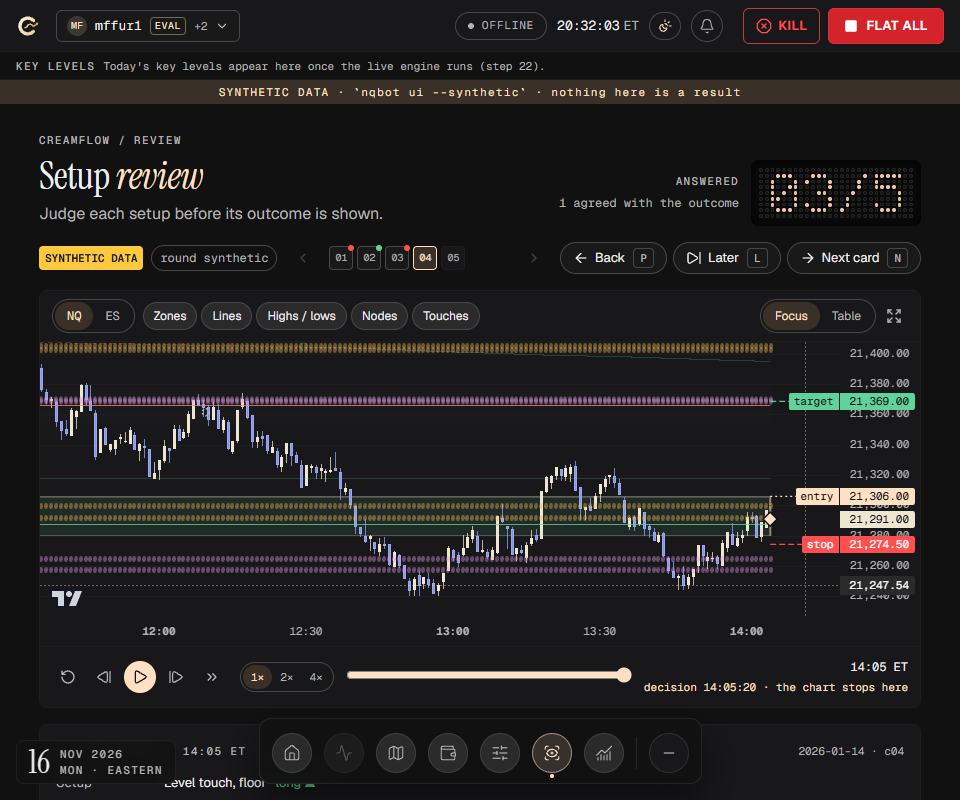 MF mffur1 EVAL +2 OFFLINE 20:32:03 ET KILL FLAT ALL
KEY LEVELS Today's key levels appear here once the live engine runs (step 22).
SYNTHETIC DATA · `nqbot ui --synthetic` · nothing here is a result
CREAMFLOW / REVIEW
Setup review
Judge each setup before its outcome is shown.
ANSWERED
1 agreed with the outcome
03/5
SYNTHETIC DATA round synthetic 01 02 03 04 05 Back P Later L Next card N
NQ ES Zones Lines Highs / lows Nodes Touches Focus Table
21,400.00
21,380.00
target 21,369.00
21,360.00
21,340.00
21,320.00
entry 21,306.00
21,291.00
21,280.00
stop 21,274.50
21,260.00
21,247.54
21,240.00
12:00 12:30 13:00 13:30 14:00
1× 2× 4×
14:05 ET
decision 14:05:20 · the chart stops here
16 NOV 2026
MON · EASTERN
14:05 ET
2026-01-14 · c04
Setup Level touch, floor long